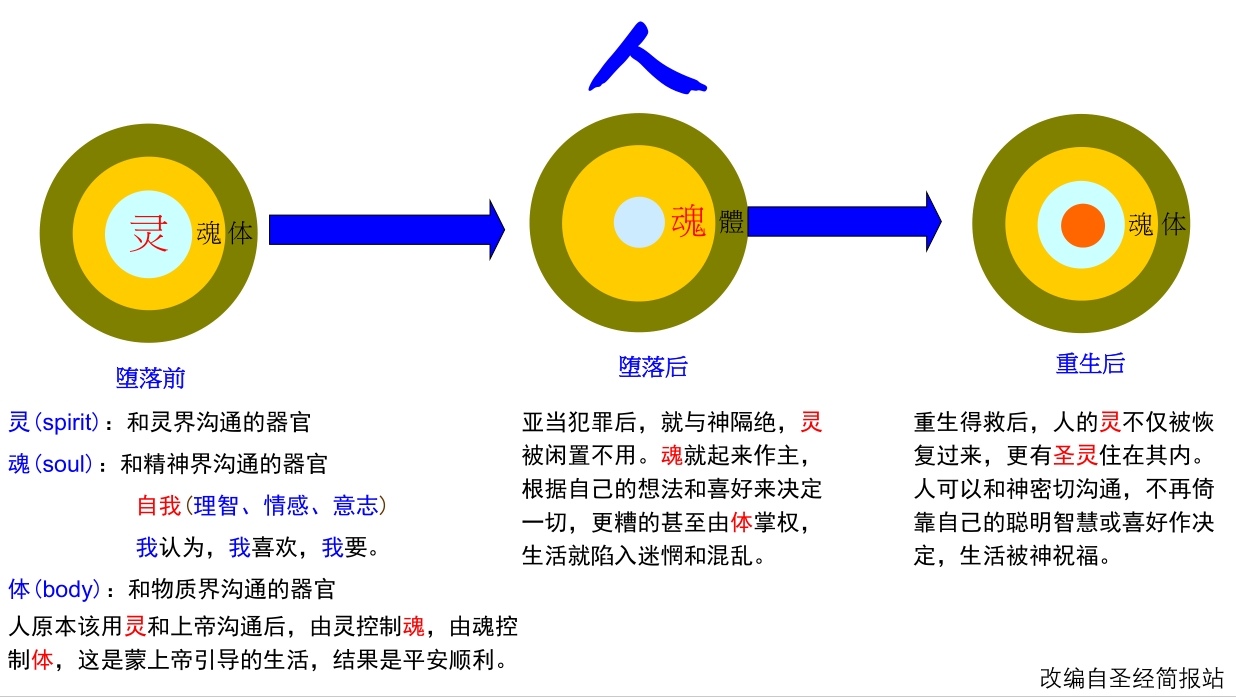 人
灵 魂 体
魂 體
魂 体
堕落前
灵(spirit)：和灵界沟通的器官
魂(soul)：和精神界沟通的器官
自我(理智、情感、意志)
我认为，我喜欢，我要。
体(body)：和物质界沟通的器官
人原本该用灵和上帝沟通后，由灵控制魂，由魂控
制体，这是蒙上帝引导的生活，结果是平安顺利。
堕落后
亚当犯罪后，就与神隔绝，灵
被闲置不用。魂就起来作主，
根据自己的想法和喜好来决定
一切，更糟的甚至由体掌权，
生活就陷入迷惘和混乱。
重生后
重生得救后，人的灵不仅被恢
复过来，更有圣灵住在其内。
人可以和神密切沟通，不再倚
靠自己的聪明智慧或喜好作决
定，生活被神祝福。
改编自圣经简报站